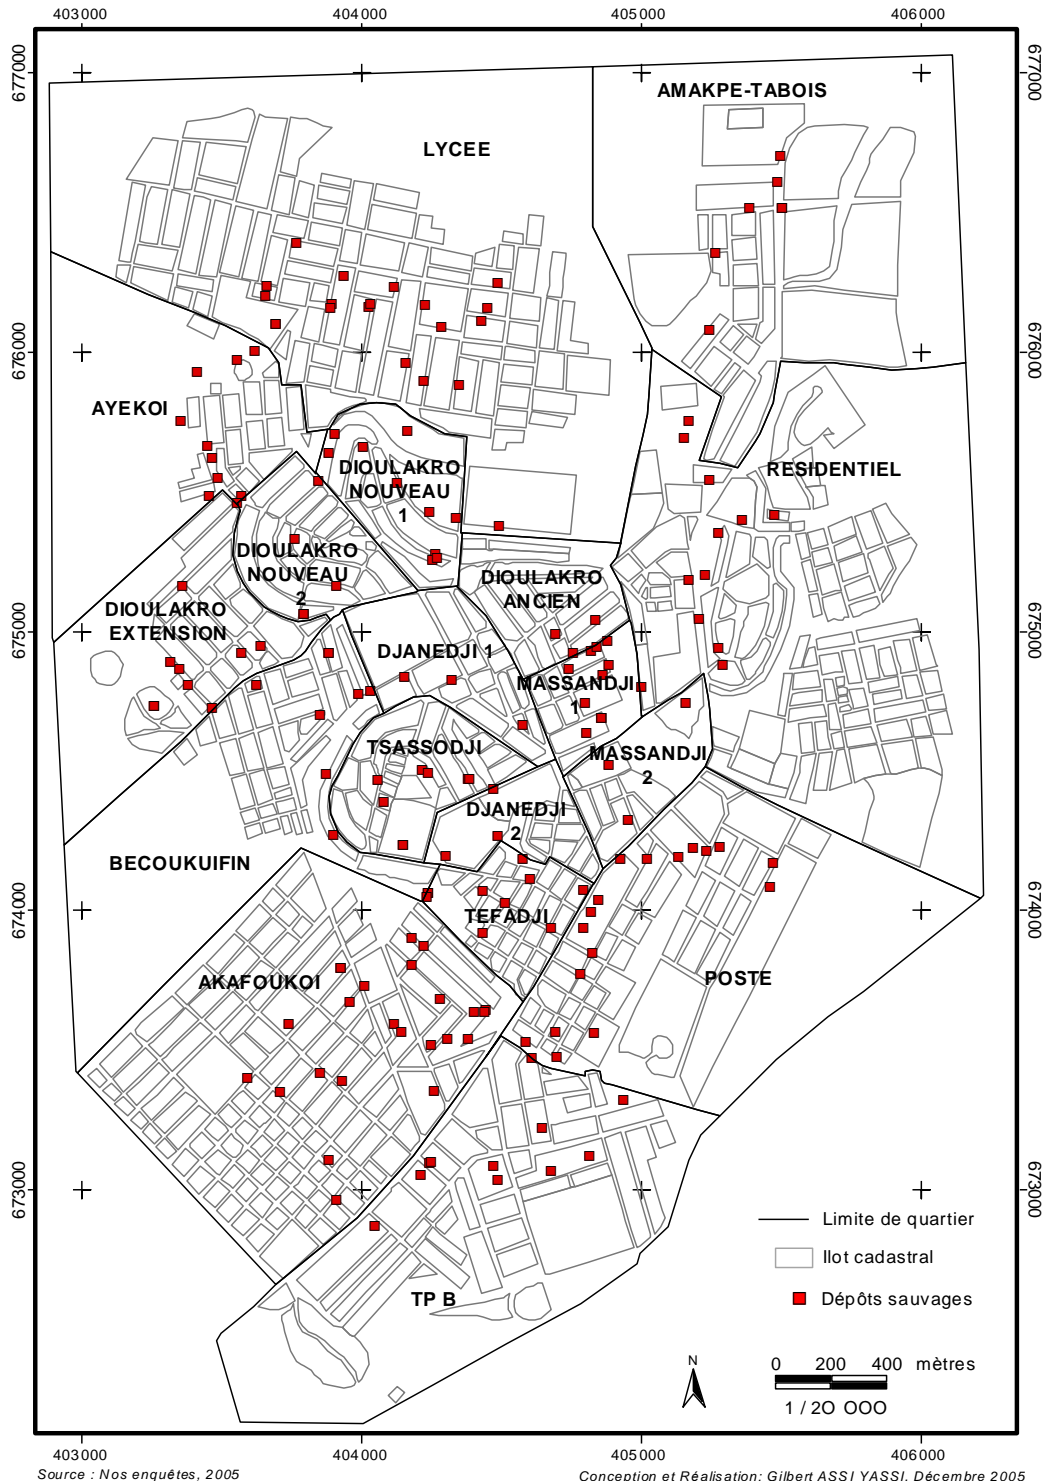 403000 404000 405000 406000
677000 677000
AMAKPE-TABOIS
LYCEE
676000 676000
AYEKOI
DIOULAKRO
NOUVEAU
1
RESIDENTIEL
DIOULAKRO
NOUVEAU
2
DIOULAKRO
ANCIEN
DIOULAKRO
EXTENSION
675000 675000
DJANEDJI 1
MASSANDJI
1
TSASSODJI
MASSANDJI
2
DJANEDJI
2
BECOUKUIFIN
674000 674000
TEFADJI
AKAFOUKOI
POSTE
673000 673000
TP B
Limite de quartier
Ilot cadastral
Dépôts sauvages
N
0 200 400 mètres
1 / 2O OOO
403000 404000 405000 406000
Source : Nos enquêtes, 2005
Conception et Réalisation: Gilbert ASSI YASSI. Décembre 2005